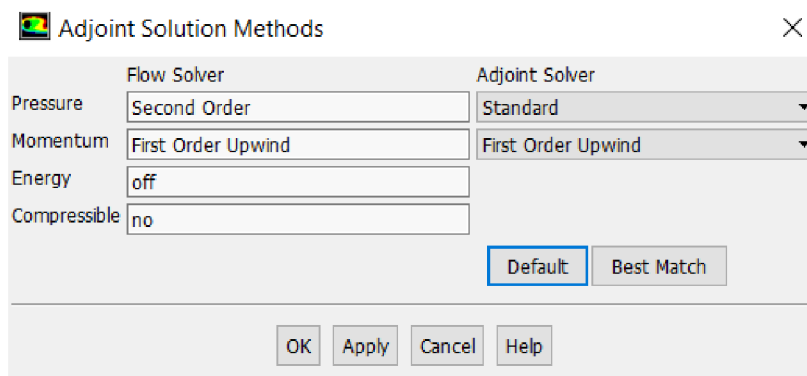 Adjoint Solution Methods
Flow Solver Adjoint Solver
Pressure Second Order Standard
Momentum First Order Upwind First Order Upwind
Energy off
Compressible no
Default Best Match
OK Apply Cancel Help